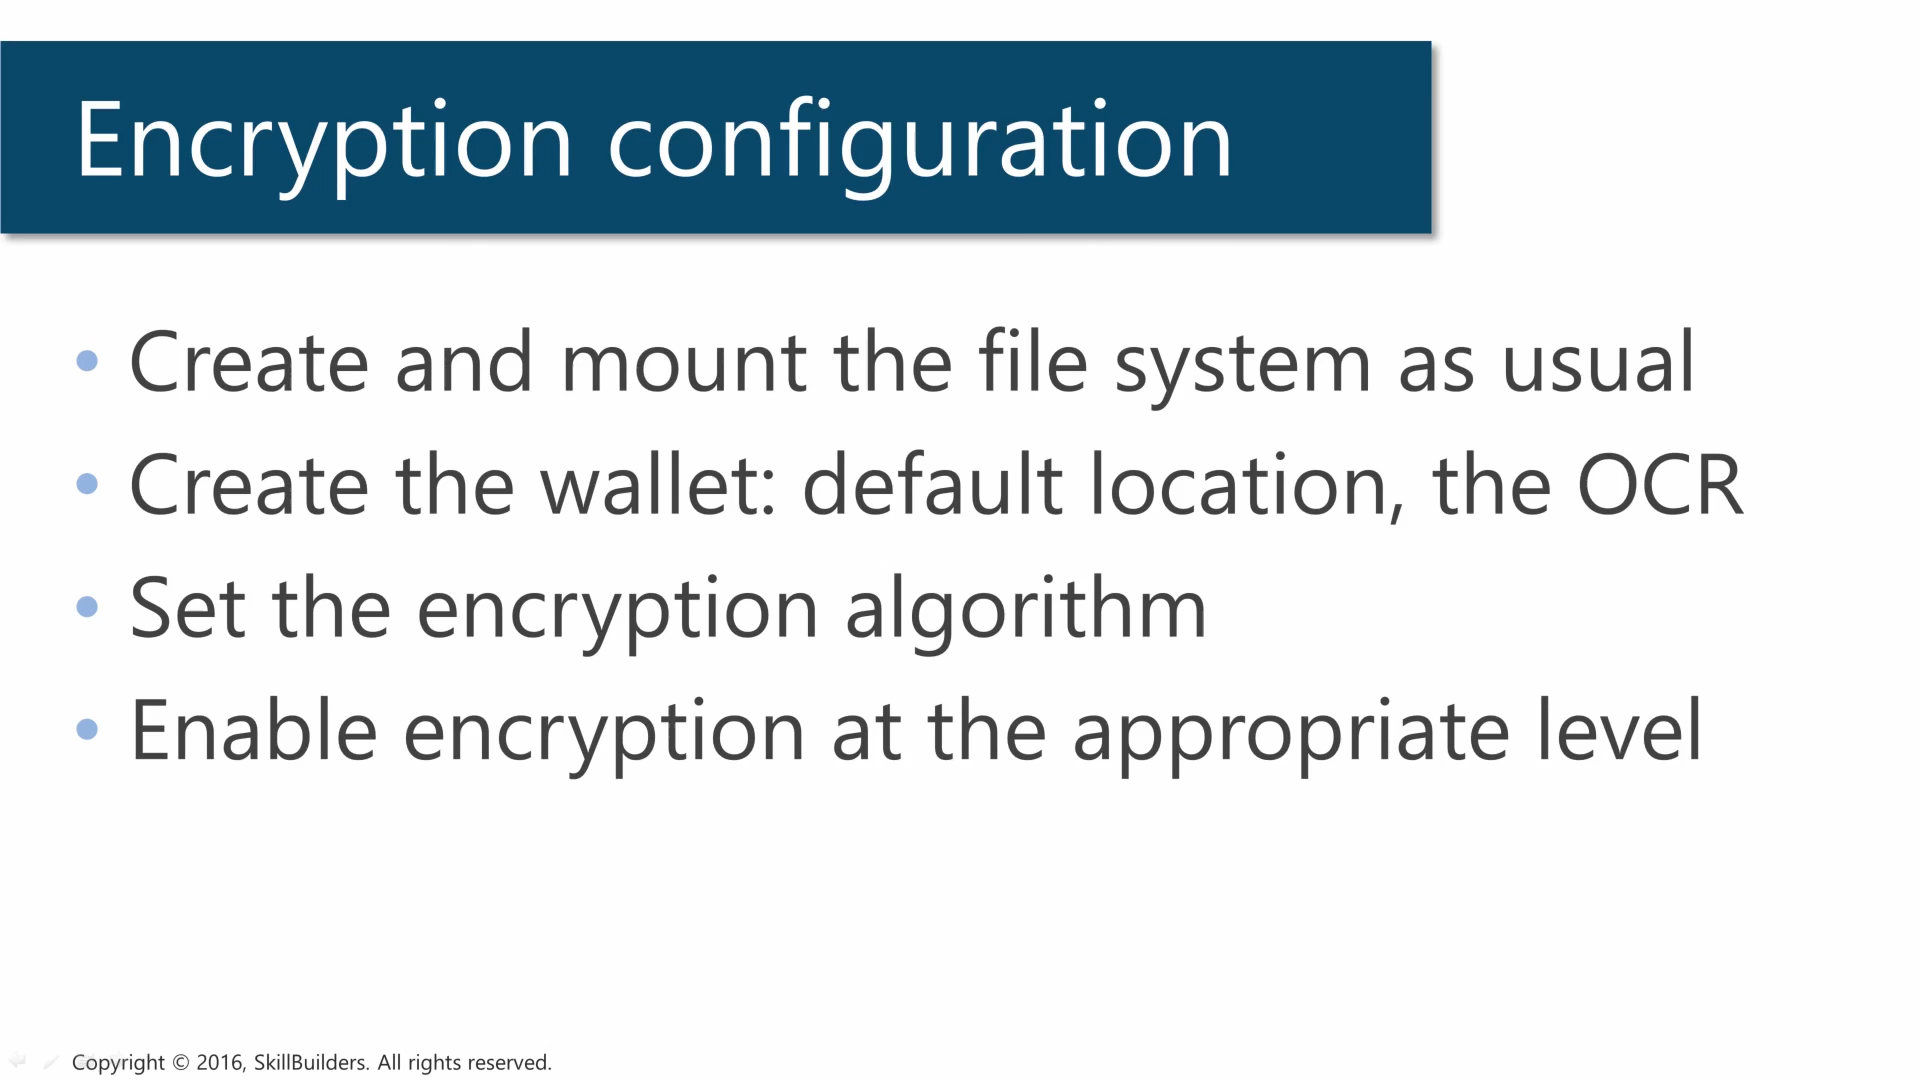 Encryption configuration
• Create and mount the file system as usual
• Create the wallet: default location, the OCR
• Set the encryption algorithm
• Enable encryption at the appropriate level
Copyright © 2016, SkillBuilders. All rights reserved.